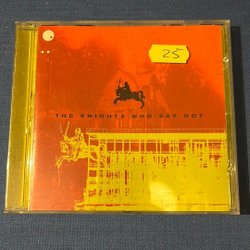 25
THE KNIGHTS WHO SAY DOT